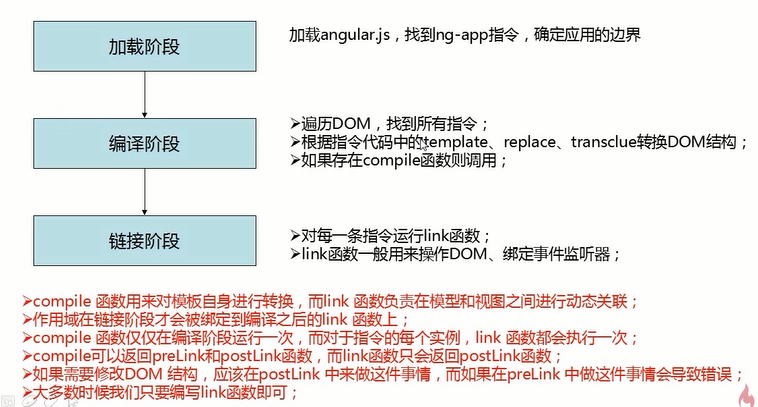 加载阶段
加载angular.js，找到ng-app指令，确定应用的边界
编译阶段
➢遍历DOM，找到所有指令；
➢根据指令代码中的template、replace、transclue转换DOM结构；
➢如果存在compile函数则调用；
链接阶段
➢对每一条指令运行link函数；
➢link函数一般用来操作DOM、绑定事件监听器；
➢compile 函数用来对模板自身进行转换，而link 函数负责在模型和视图之间进行动态关联；
➢作用域在链接阶段才会被绑定到编译之后的link 函数上；
➢compile 函数仅仅在编译阶段运行一次，而对于指令的每个实例，link 函数都会执行一次；
➢compile可以返回preLink和postLink函数，而link函数只会返回postLink函数；
➢如果需要修改DOM 结构，应该在postLink 中来做这件事情，而如果在preLink 中做这件事情会导致错误；
➢大多数时候我们只要编写link函数即可；